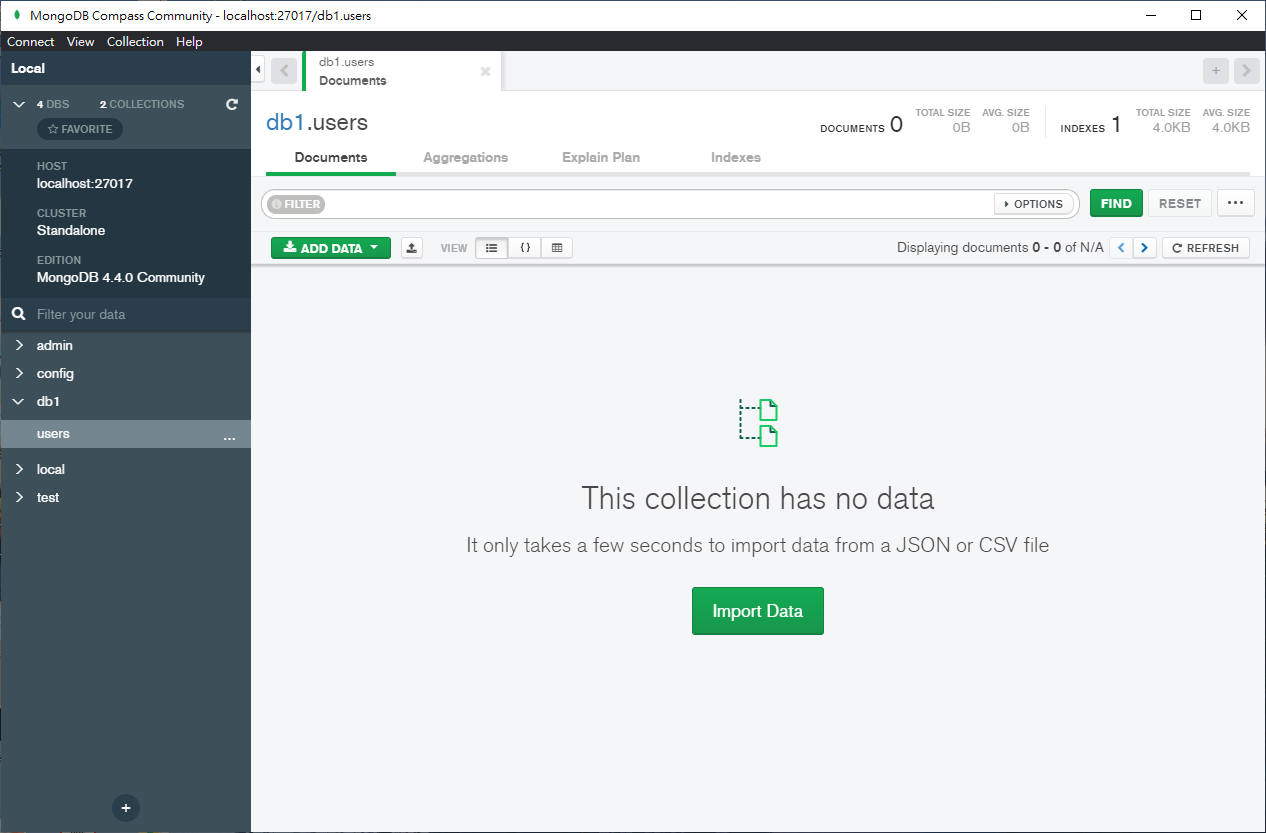 MongoDB Compass Community - localhost:27017/db1.users
Connect View Collection Help
Local
4 DBS 2 COLLECTIONS
FAVORITE
HOST
localhost:27017
CLUSTER
Standalone
EDITION
MongoDB 4.4.0 Community
Filter your data
admin
config
db1
users ...
local
test
+
db1.users
Documents
+
db1.users
DOCUMENTS 0
TOTAL SIZE
0B
AVG. SIZE
0B
INDEXES 1
TOTAL SIZE
4.0KB
AVG. SIZE
4.0KB
Documents Aggregations Explain Plan Indexes
FILTER OPTIONS FIND RESET ...
ADD DATA VIEW {} Displaying documents 0 - 0 of N/A < > REFRESH
This collection has no data
It only takes a few seconds to import data from a JSON or CSV file
Import Data